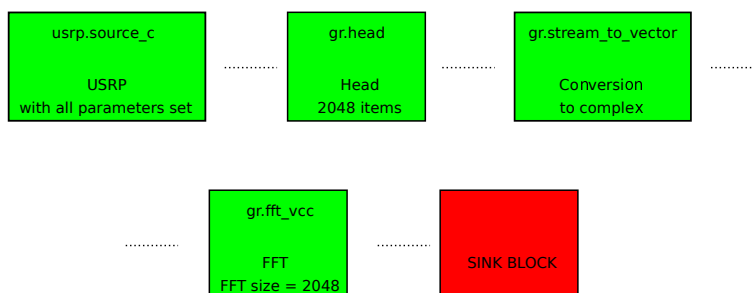 usrp.source_c
gr.head
gr.stream_to_vector
USRP
with all parameters set
Head
2048 items
Conversion
to complex
gr.fft_vcc
FFT
FFT size = 2048
SINK BLOCK